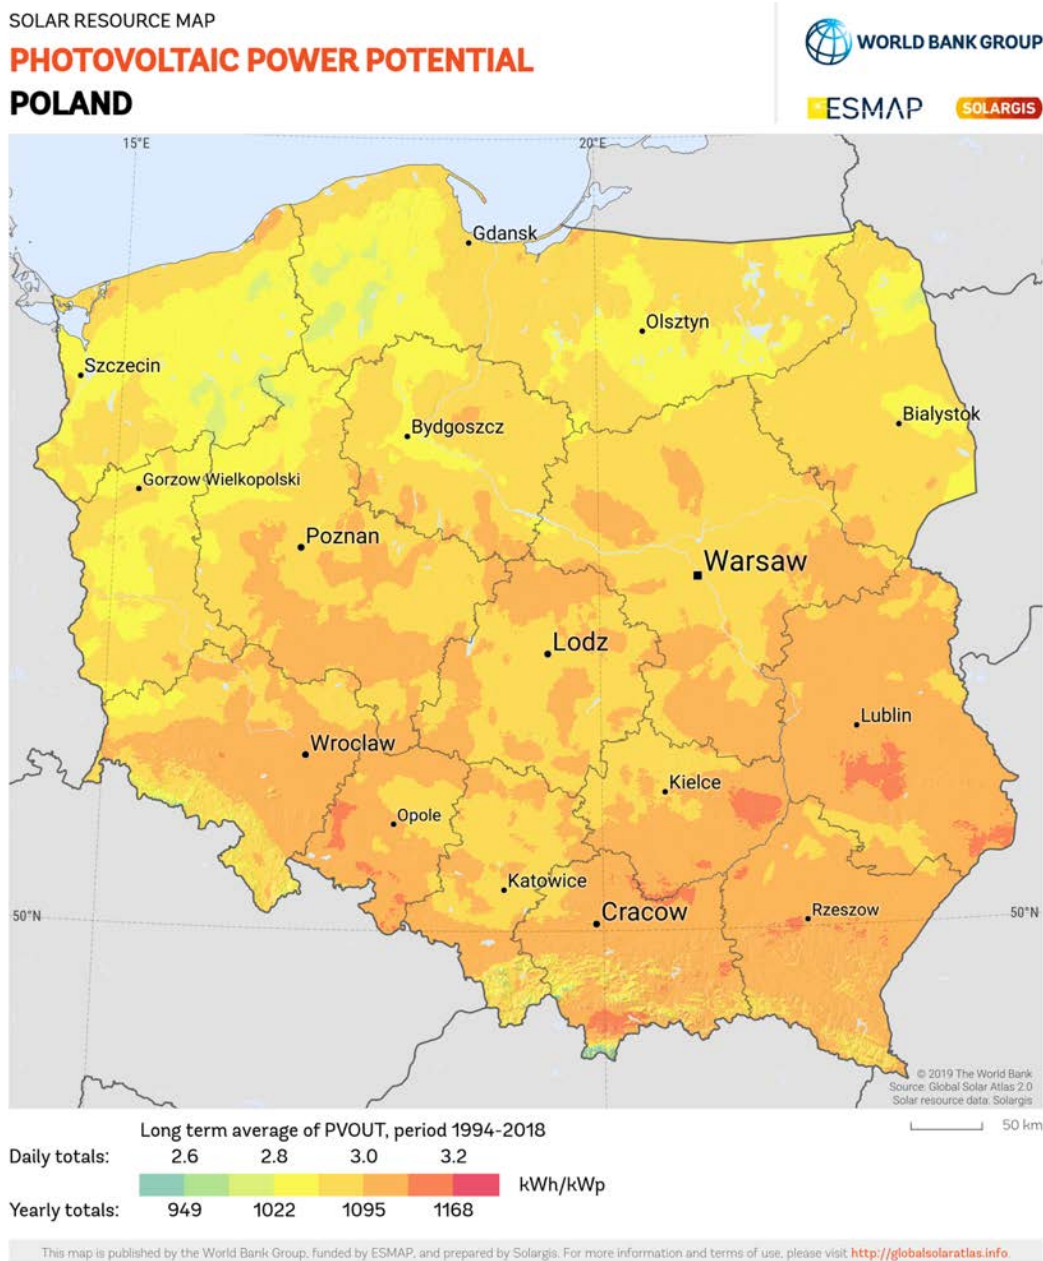 SOLAR RESOURCE MAP
PHOTOVOLTAIC POWER POTENTIAL
POLAND
WORLD BANK GROUP
ESMAP
SOLARGIS
15°E
20°E
Gdansk
Olsztyn
Szczecin
Bialystok
Bydgoszcz
Gorzow Wielkopolski
Poznan
Warsaw
Lodz
Lublin
Wroclaw
Kielce
Opole
Katowice
50°N
Cracow
Rzeszow
50°N
© 2019 The World Bank
Source: Global Solar Atlas 2.0
Solar resource data: Solargis
50 km
Long term average of PVOUT, period 1994-2018
Daily totals: 2.6 2.8 3.0 3.2
kWh/kWp
Yearly totals: 949 1022 1095 1168
This map is published by the World Bank Group, funded by ESMAP, and prepared by Solargis. For more information and terms of use, please visit http://globalsolaratlas.info.